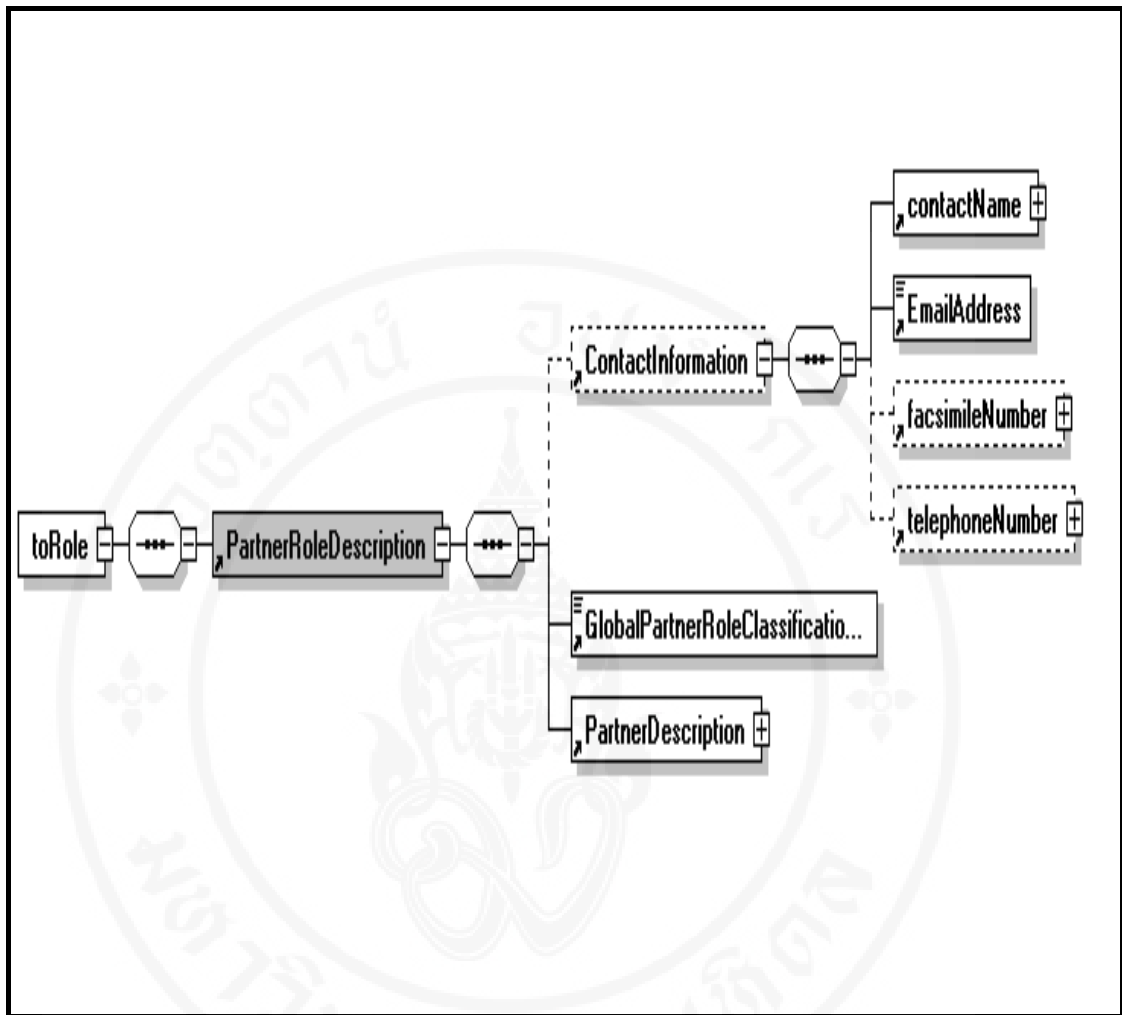 contactName
EmailAddress
ContactInformation
facsimileNumber
telephoneNumber
toRole
PartnerRoleDescription
GlobalPartnerRoleClassificatio...
PartnerDescription